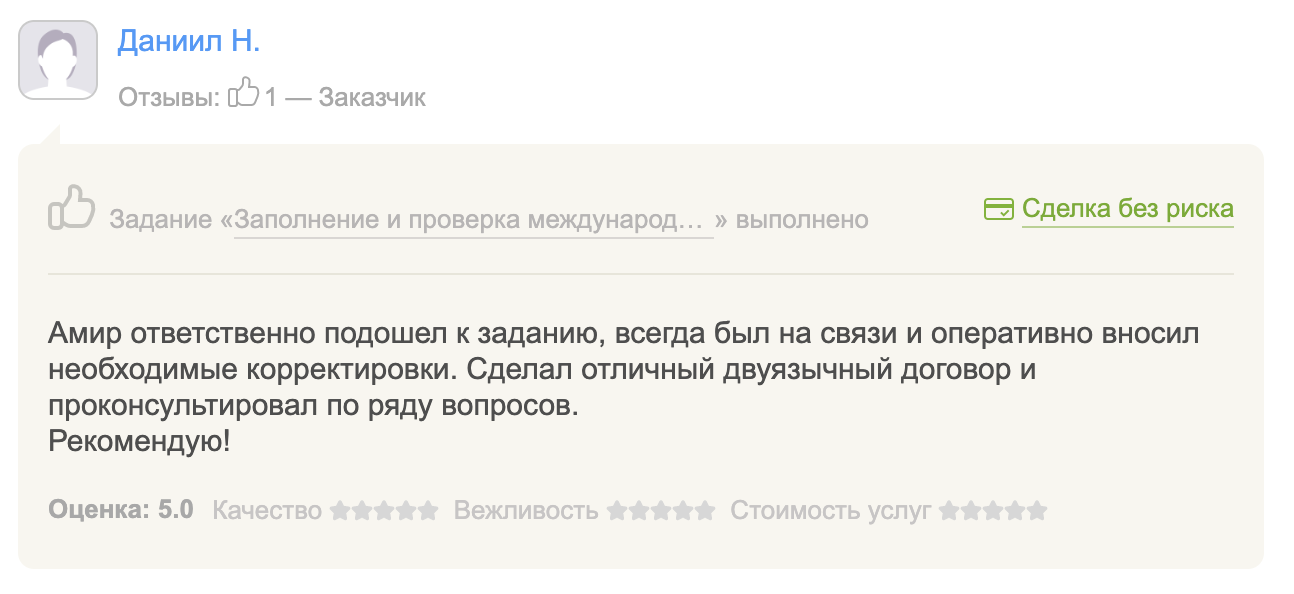 Даниил Н.
Отзывы: 1 — Заказчик
Задание «Заполнение и проверка международ… » выполнено
Сделка без риска
Амир ответственно подошел к заданию, всегда был на связи и оперативно вносил
необходимые корректировки. Сделал отличный двуязычный договор и
проконсультировал по ряду вопросов.
Рекомендую!
Оценка: 5.0 Качество Вежливость Стоимость услуг